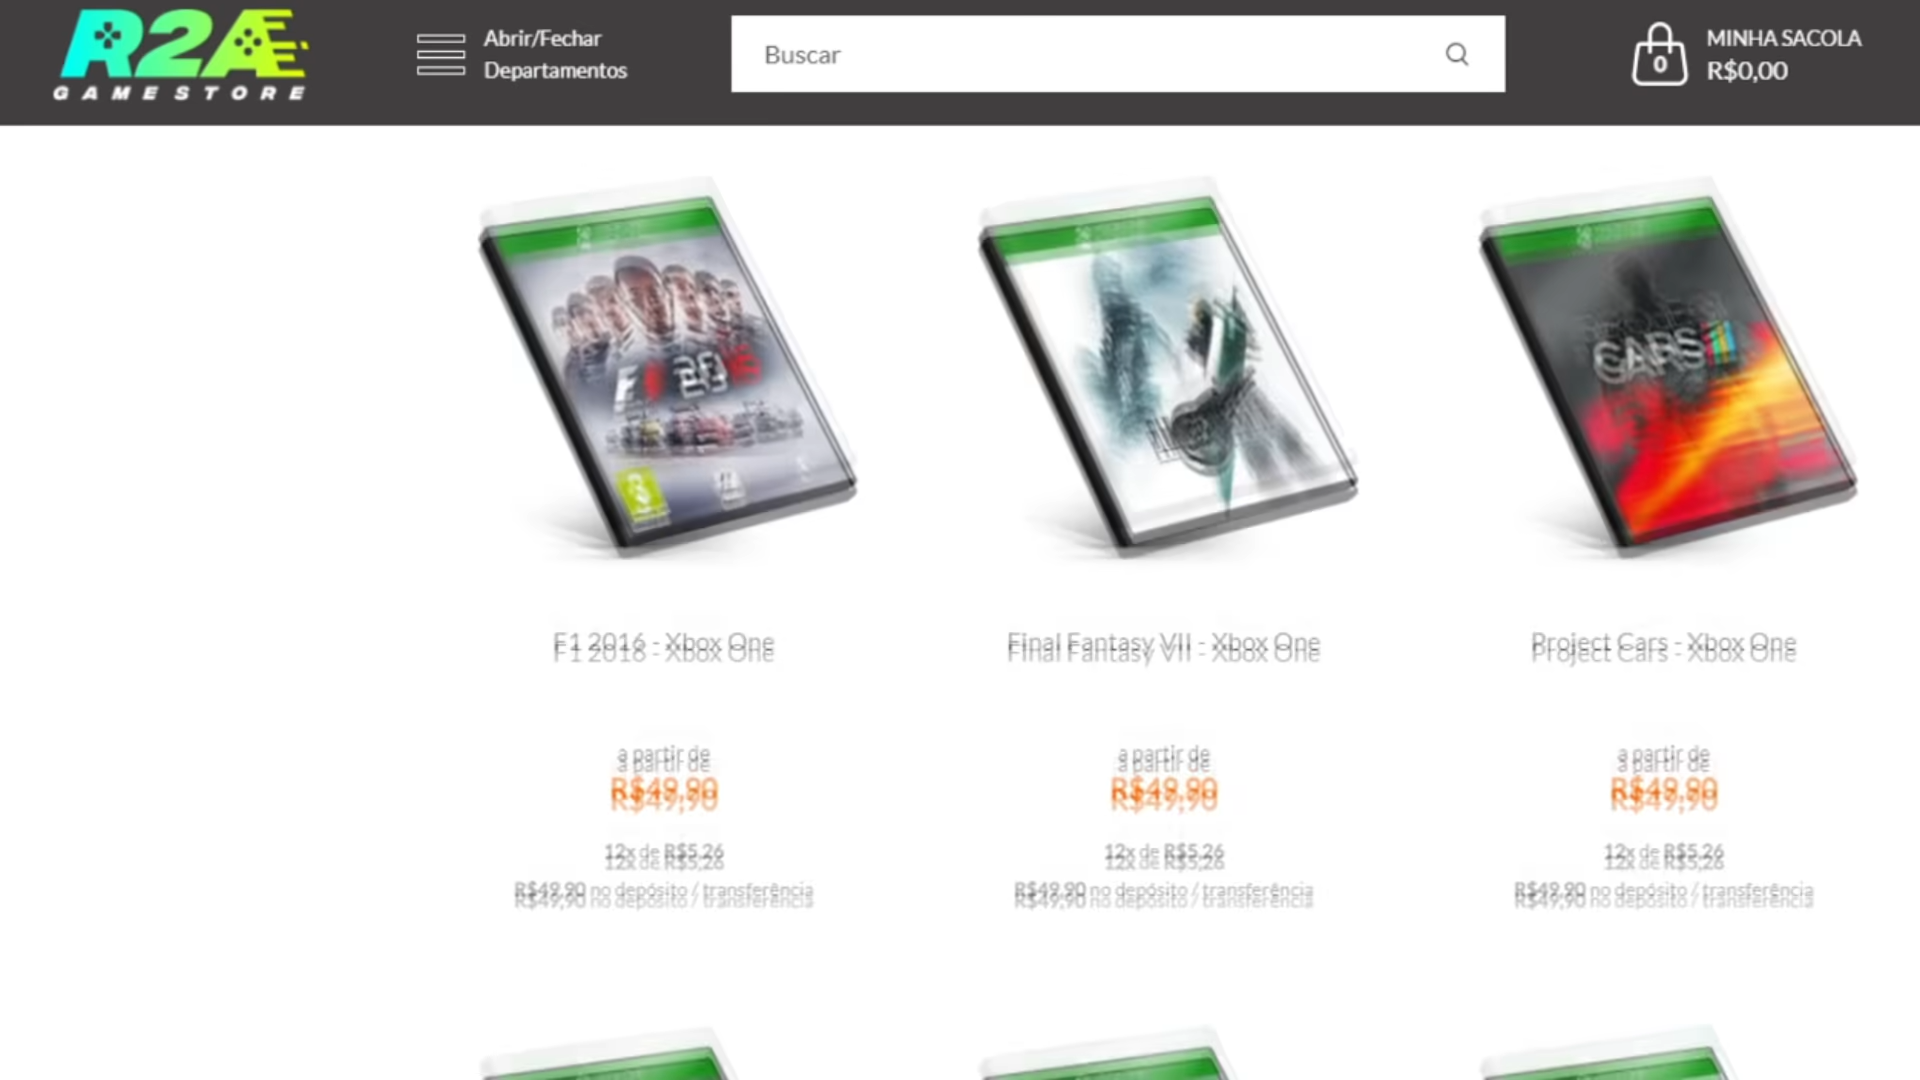 R2AE
GAMESTORE
Abrir/Fechar
Departamentos
Buscar
0
MINHA SACOLA
R$0,00
CARS
F1 2016 - Xbox One
Final Fantasy VII - Xbox One
Project Cars - Xbox One
a partir de
R$49,90
12x de R$5,26
R$49,90 no depósito / transferência
a partir de
R$49,90
12x de R$5,26
R$49,90 no depósito / transferência
a partir de
R$49,90
12x de R$5,26
R$49,90 no depósito / transferência